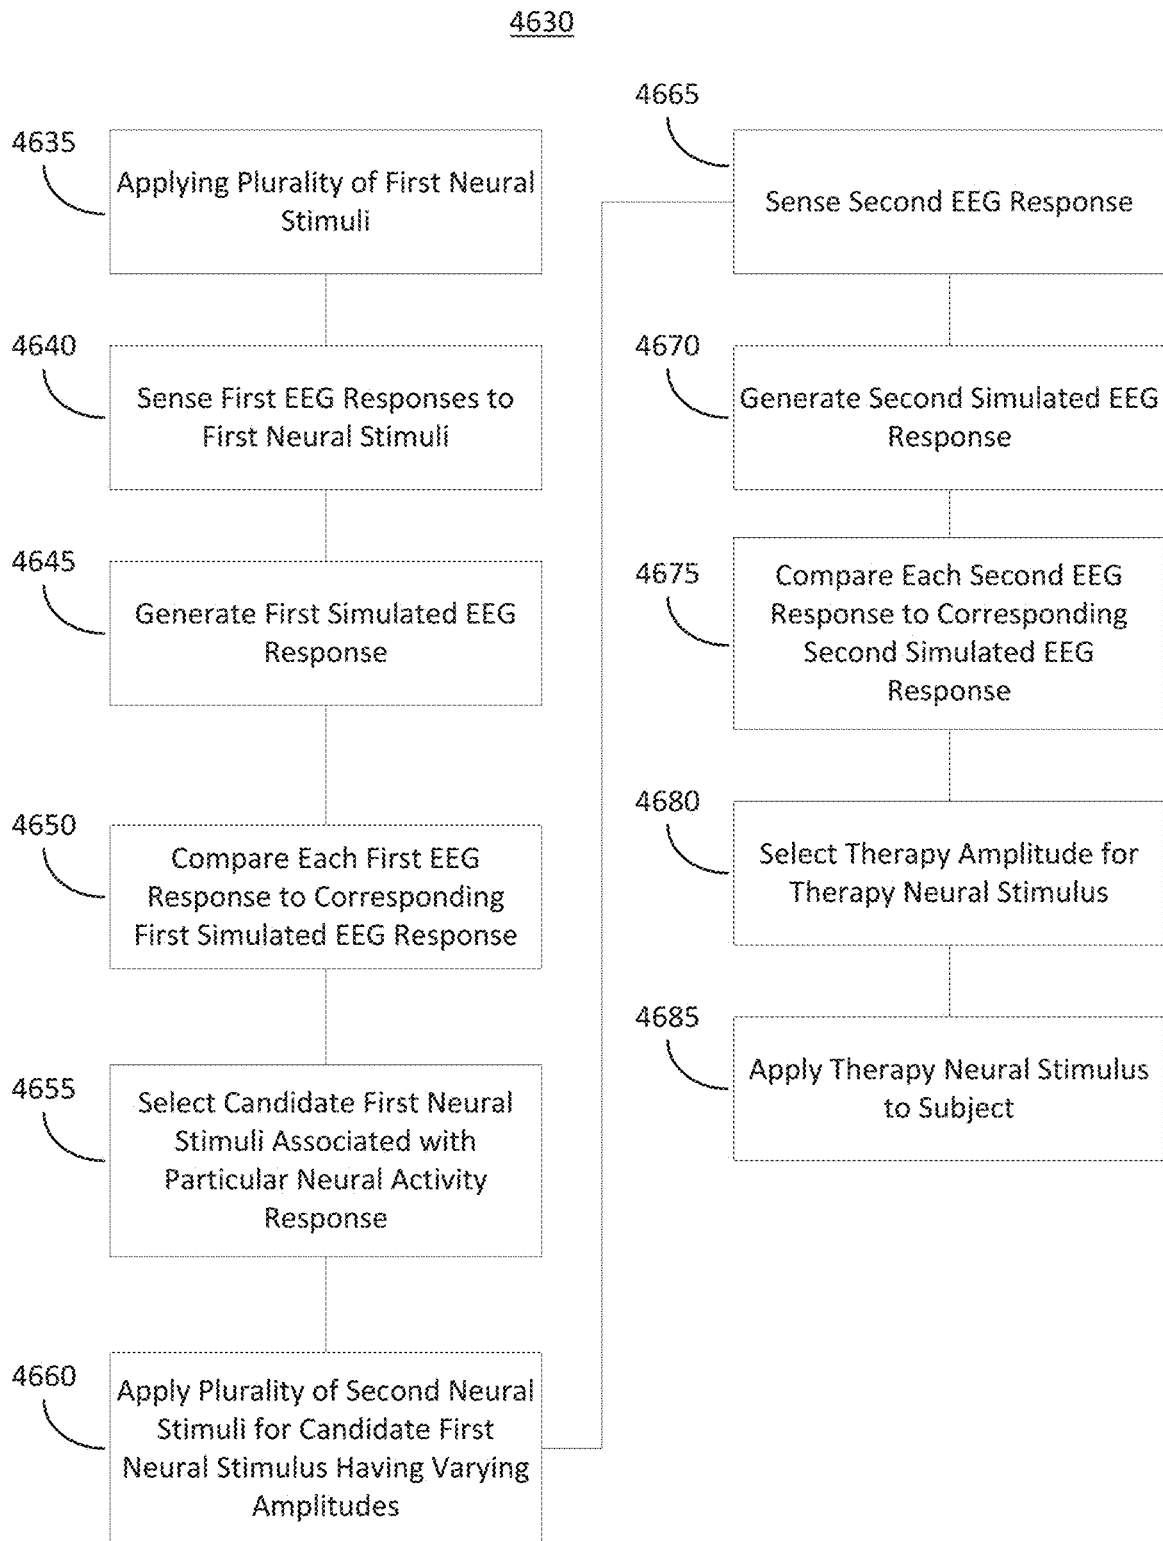 4630
4635
Applying Plurality of First Neural
Stimuli
4640
Sense First EEG Responses to
First Neural Stimuli
4645
Generate First Simulated EEG
Response
4650
Compare Each First EEG
Response to Corresponding
First Simulated EEG Response
4655
Select Candidate First Neural
Stimuli Associated with
Particular Neural Activity
Response
4660
Apply Plurality of Second Neural
Stimuli for Candidate First
Neural Stimulus Having Varying
Amplitudes
4665
Sense Second EEG Response
4670
Generate Second Simulated EEG
Response
4675
Compare Each Second EEG
Response to Corresponding
Second Simulated EEG
Response
4680
Select Therapy Amplitude for
Therapy Neural Stimulus
4685
Apply Therapy Neural Stimulus
to Subject